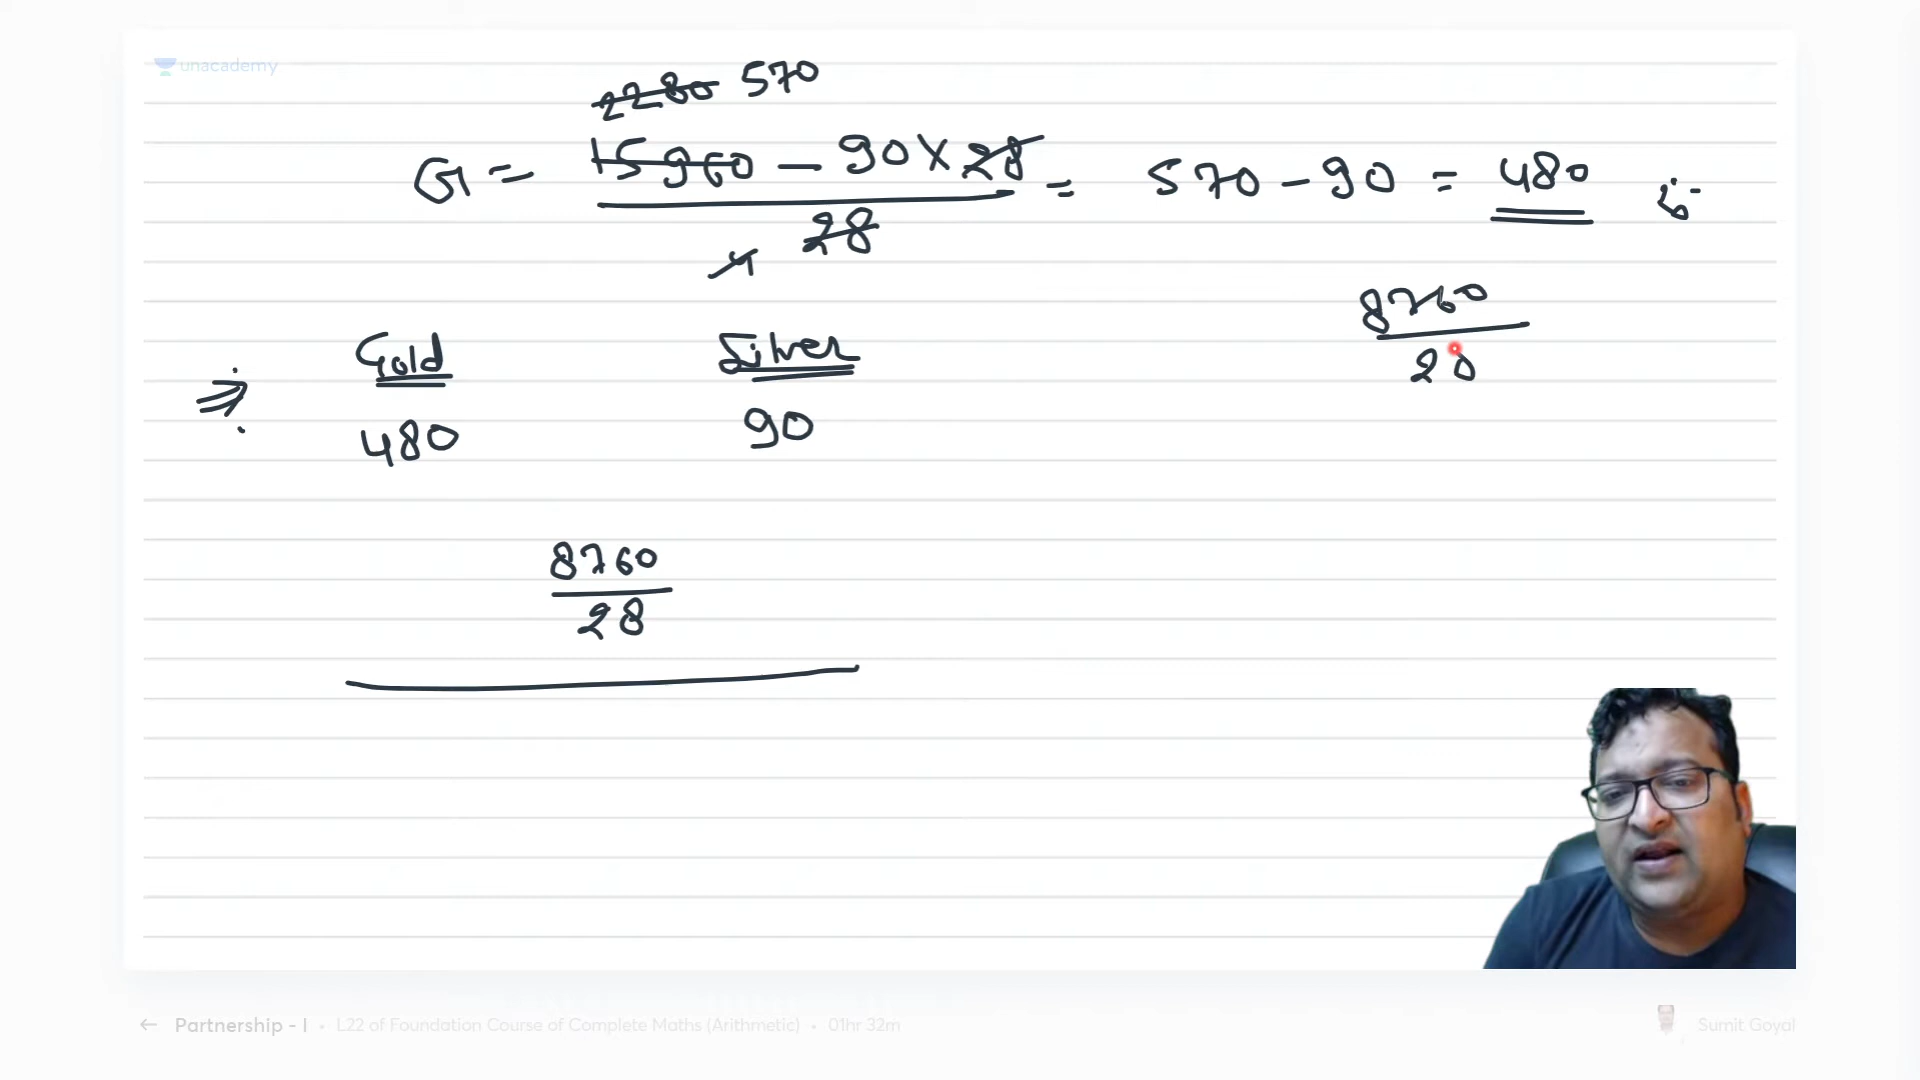 unacademy
2280 570
G = 15960 - 90 X 28 = 570 - 90 = 480
4 28
8760
20
Gold Silver
480 90
8760
28
← Partnership - I • L22 of Foundation Course of Complete Maths (Arithmetic) • 01hr 32m
Sumit Goyal